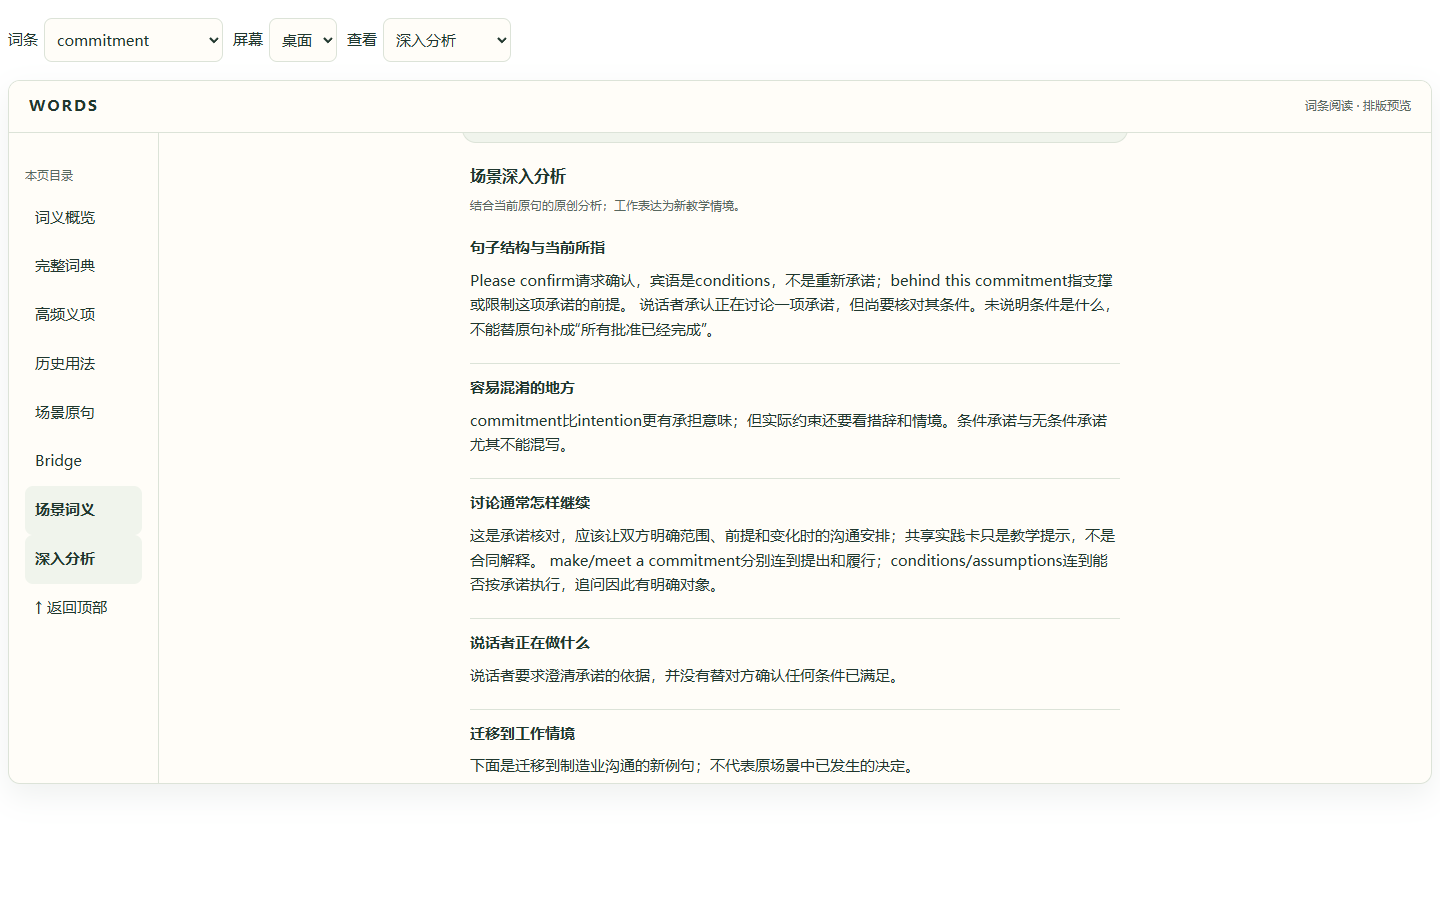 词条 commitment 屏幕 桌面 查看 深入分析
WORDS
词条阅读 · 排版预览
本页目录
词义概览
完整词典
高频义项
历史用法
场景原句
Bridge
场景词义
深入分析
↑ 返回顶部
场景深入分析
结合当前原句的原创分析；工作表达为新教学情境。
句子结构与当前所指
Please confirm请求确认，宾语是conditions，不是重新承诺；behind this commitment指支撑
或限制这项承诺的前提。 说话者承认正在讨论一项承诺，但尚要核对其条件。未说明条件是什么，
不能替原句补成“所有批准已经完成”。
容易混淆的地方
commitment比intention更有承担意味；但实际约束还要看措辞和情境。条件承诺与无条件承诺
尤其不能混写。
讨论通常怎样继续
这是承诺核对，应该让双方明确范围、前提和变化时的沟通安排；共享实践卡只是教学提示，不是
合同解释。 make/meet a commitment分别连到提出和履行；conditions/assumptions连到能
否按承诺执行，追问因此有明确对象。
说话者正在做什么
说话者要求澄清承诺的依据，并没有替对方确认任何条件已满足。
迁移到工作情境
下面是迁移到制造业沟通的新例句；不代表原场景中已发生的决定。